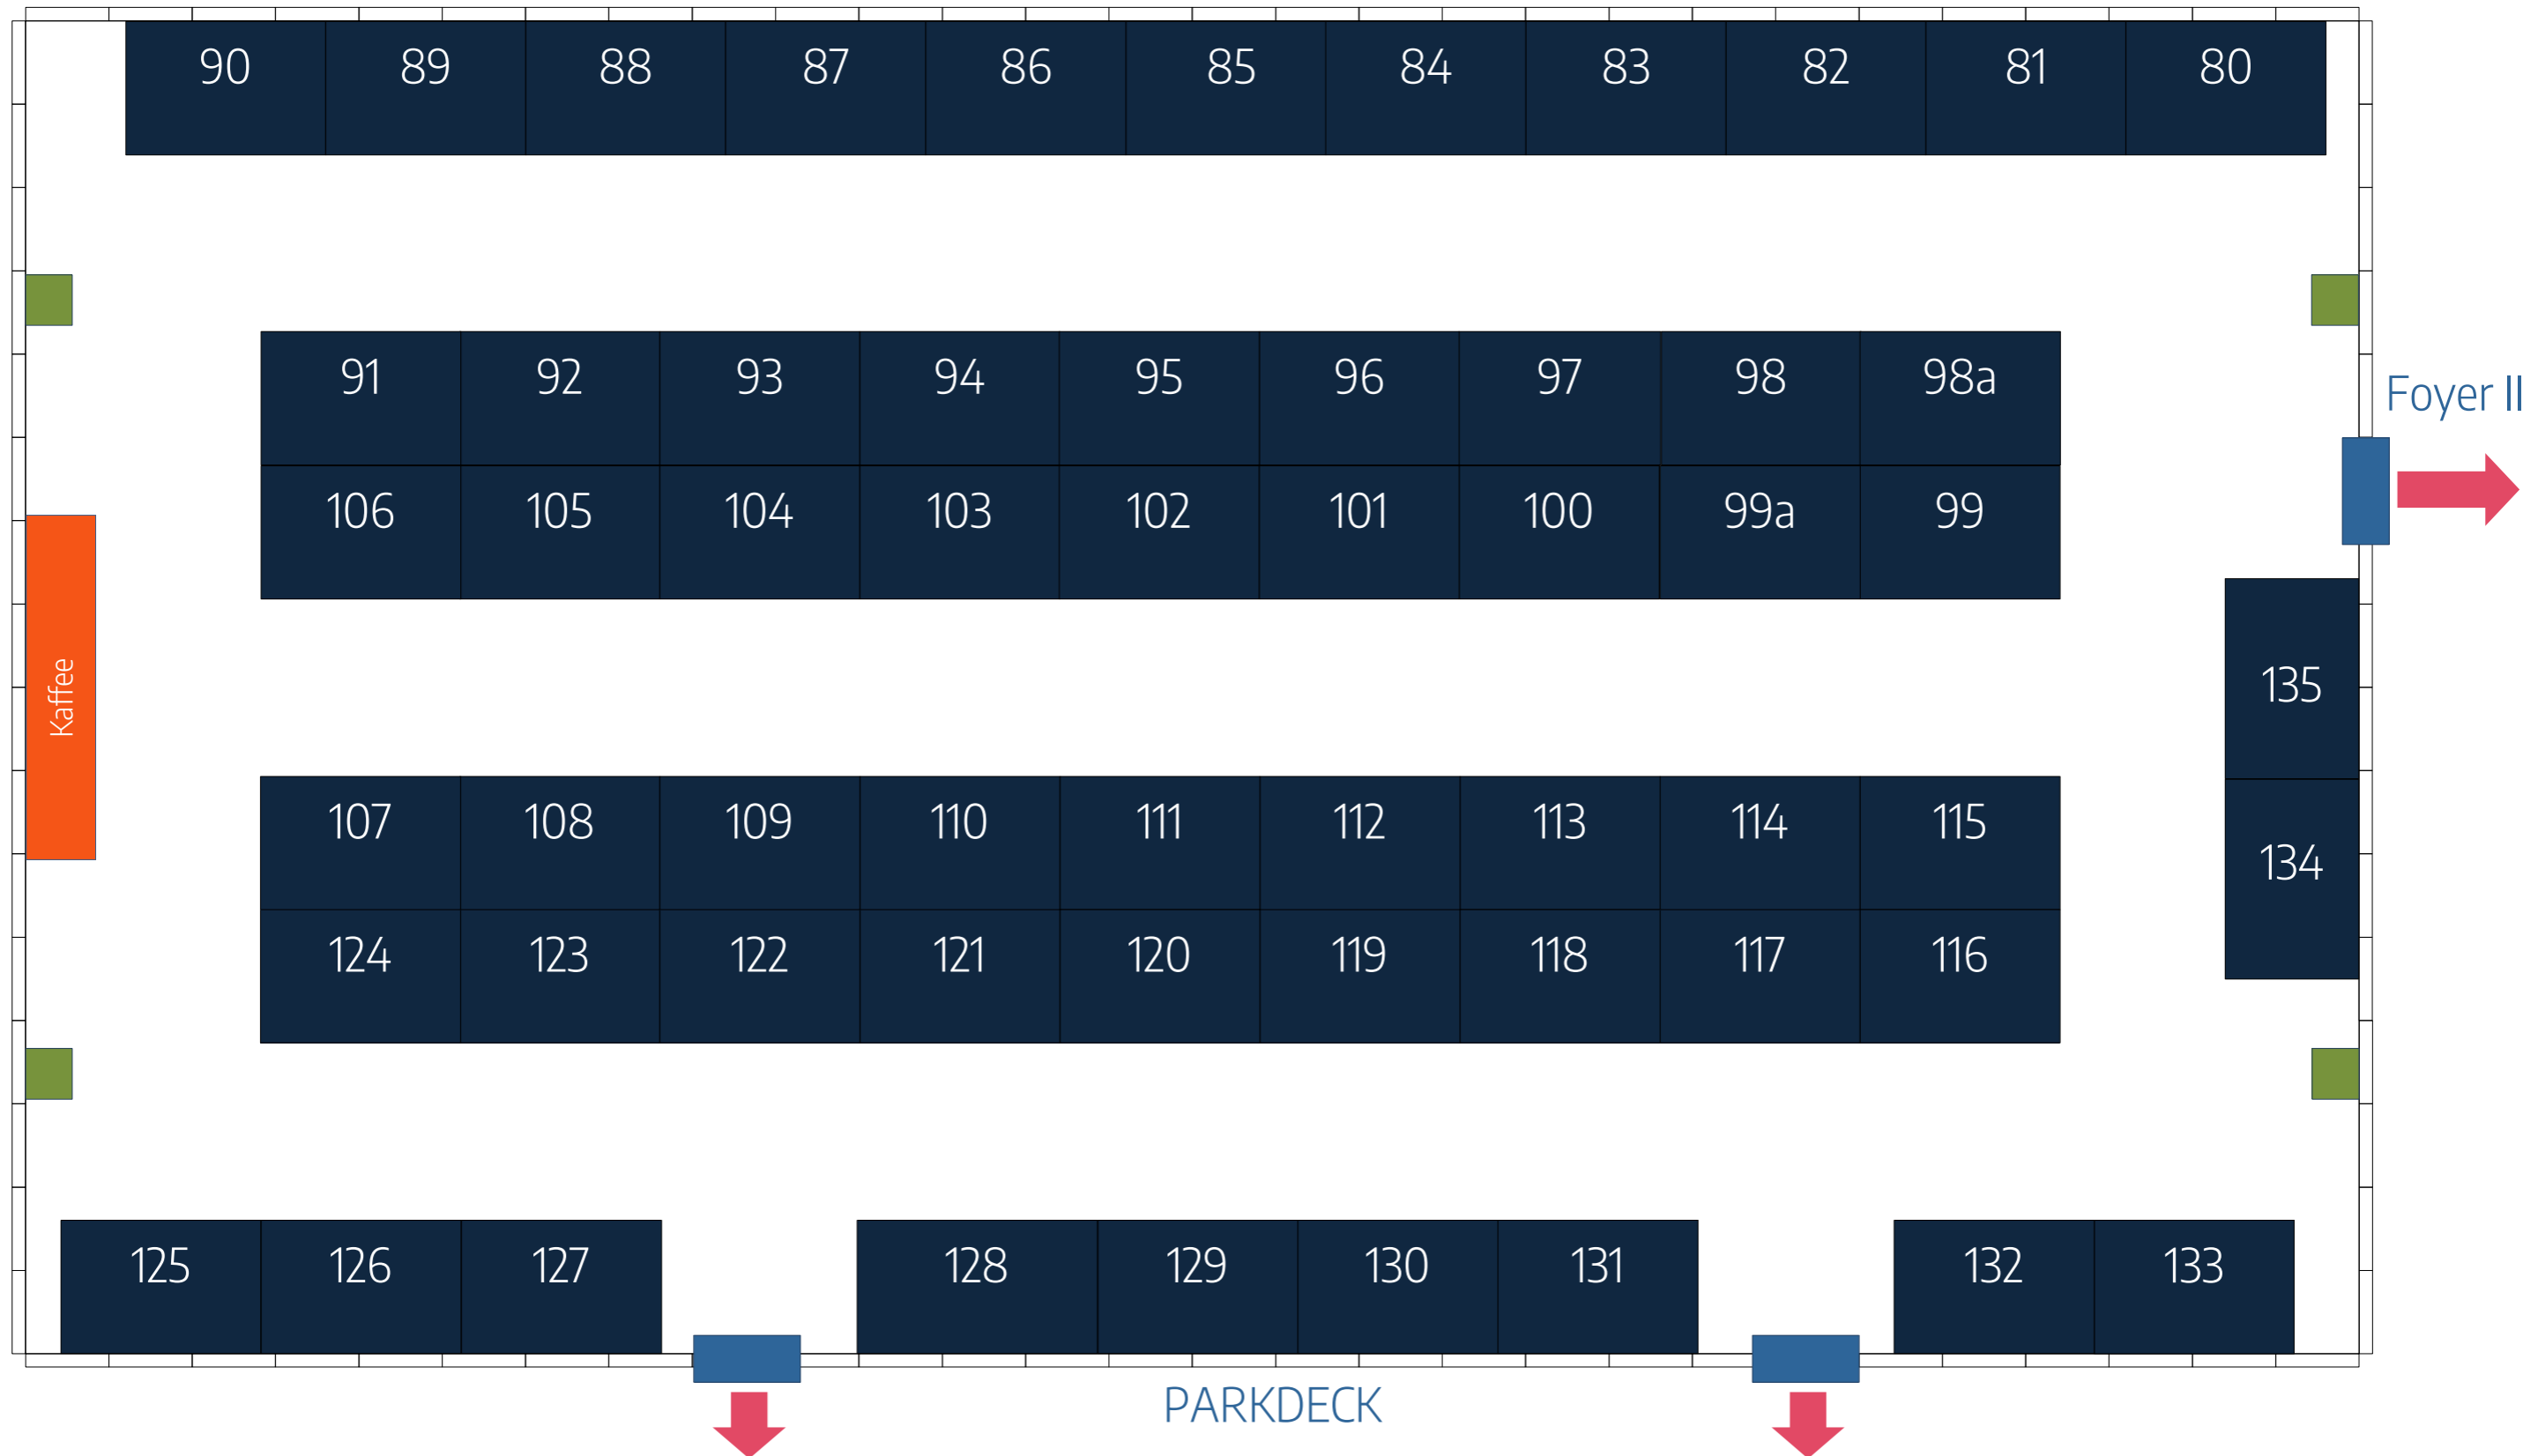 90 89 88 87 86 85 84 83 82 81 80
91 92 93 94 95 96 97 98 98a
Foyer II
106 105 104 103 102 101 100 99a 99
Kaffee
135
107 108 109 110 111 112 113 114 115
134
124 123 122 121 120 119 118 117 116
125 126 127 128 129 130 131 132 133
PARKDECK